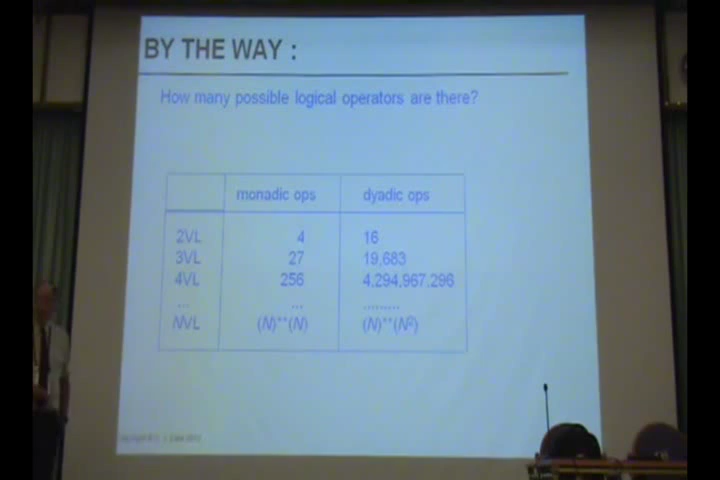 BY THE WAY :
How many possible logical operators are there?
monadic ops dyadic ops
2VL 4 16
3VL 27 19,683
4VL 256 4,294,967,296
... ... .........
NVL (N)**(N) (N)**(N²)